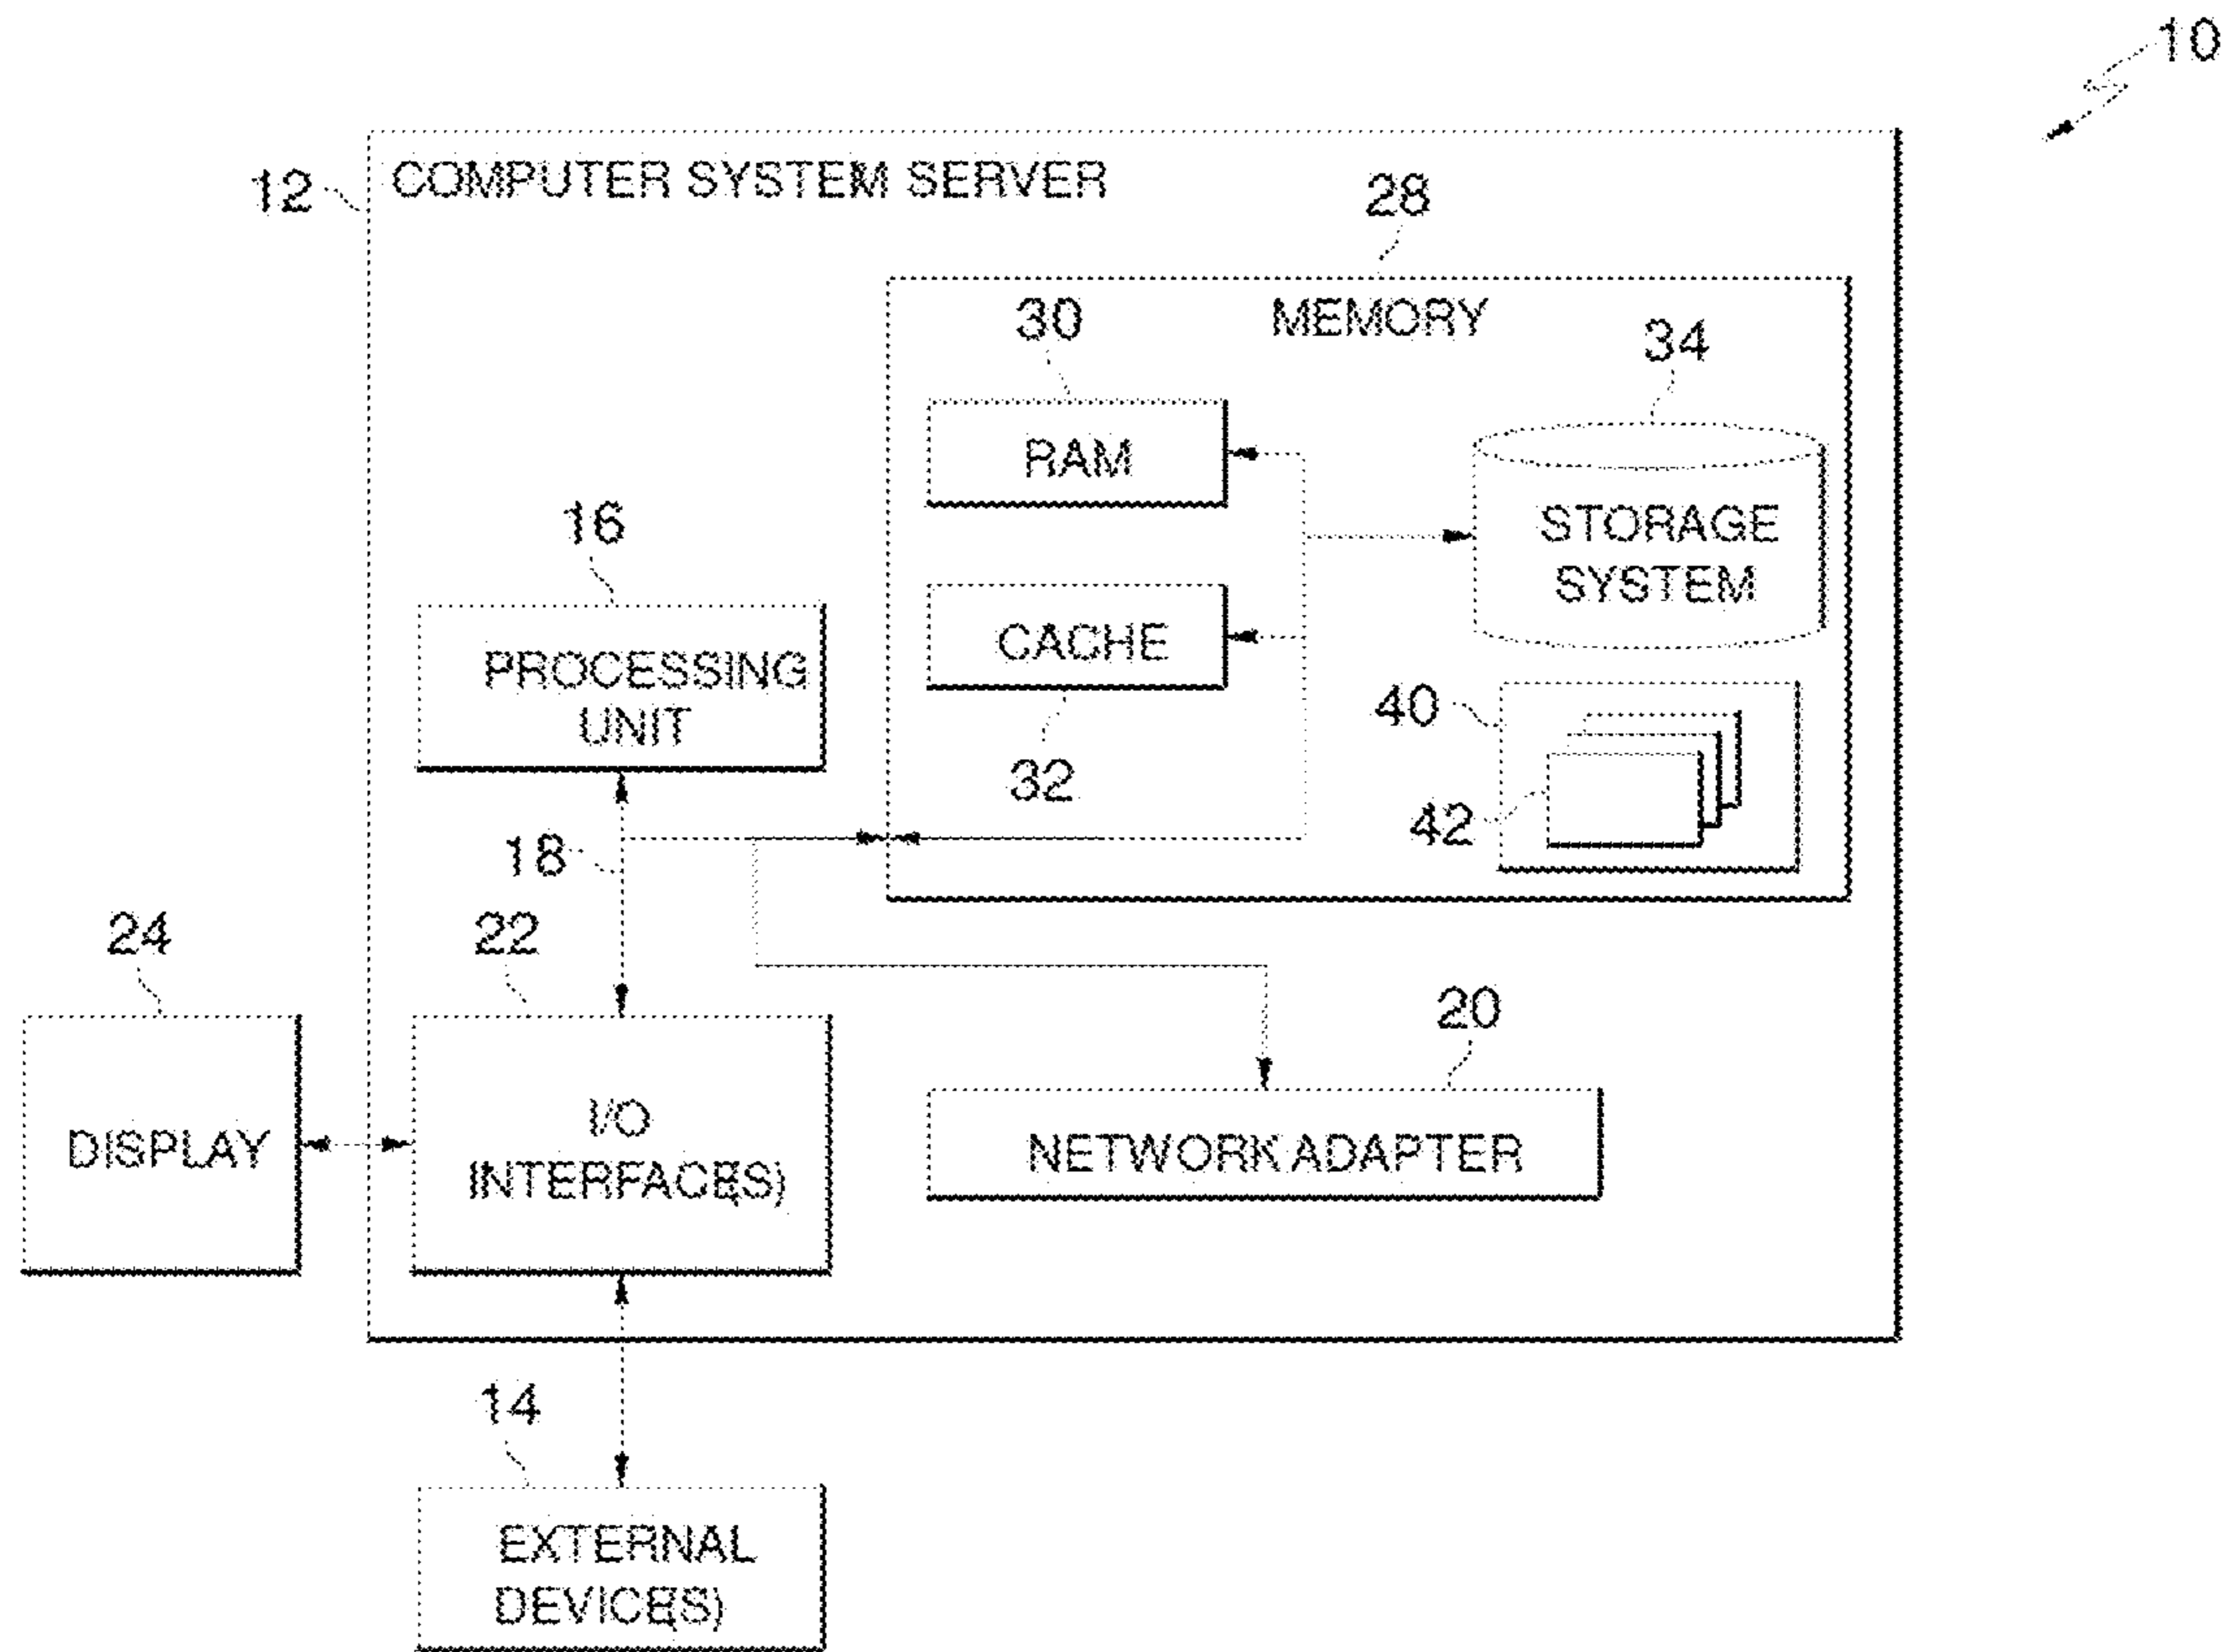 10
12
COMPUTER SYSTEM SERVER
28
MEMORY
30
34
RAM
STORAGE
SYSTEM
16
PROCESSING
UNIT
CACHE
32
40
42
18
24
22
20
DISPLAY
I/O
INTERFACE(S)
NETWORK ADAPTER
14
EXTERNAL
DEVICE(S)